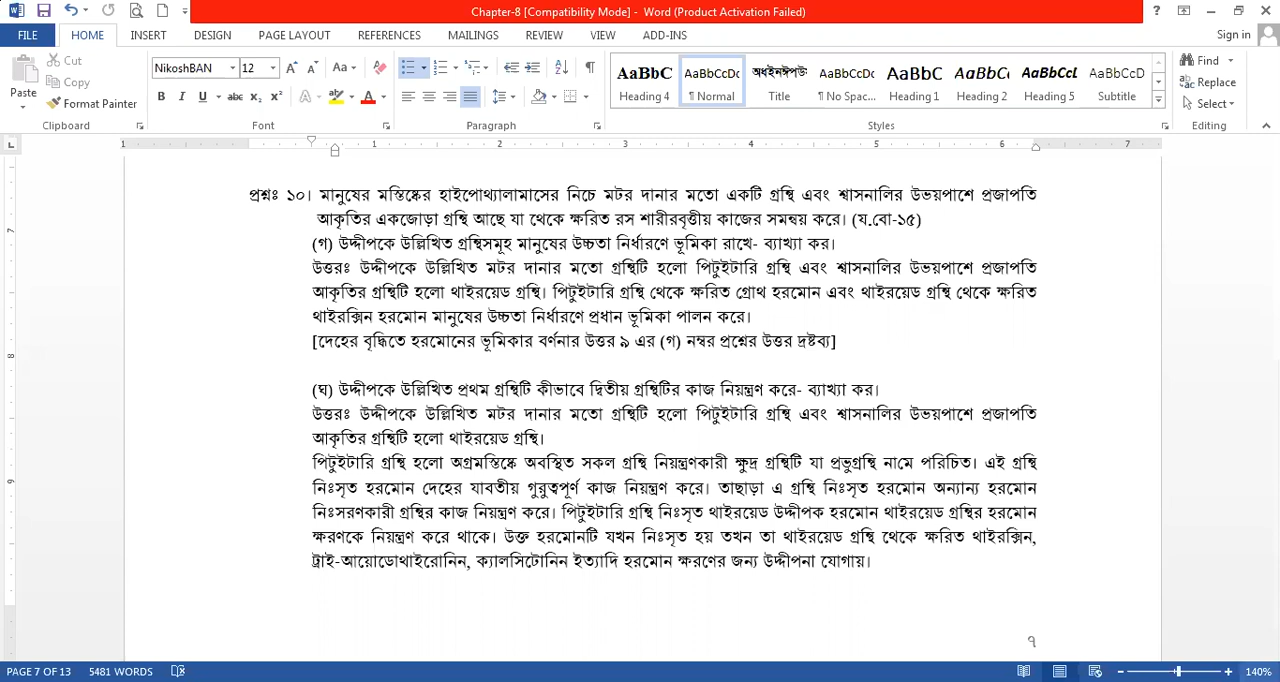 Chapter-8 [Compatibility Mode] - Word (Product Activation Failed)
FILE HOME INSERT DESIGN PAGE LAYOUT REFERENCES MAILINGS REVIEW VIEW ADD-INS Sign in
Paste Cut Copy Format Painter
NikoshBAN 12
AaBbC AaBbCcDc অধইনঈপউ AaBbCcDc AaBbC AaBbC AaBbCcL AaBbCcD
Heading 4 ¶ Normal Title ¶ No Spac... Heading 1 Heading 2 Heading 5 Subtitle
Find Replace Select
Clipboard Font Paragraph Styles Editing
1 1 2 3 4 5 6 7
প্রশ্নঃ ১০। মানুষের মস্তিষ্কের হাইপোথ্যালামাসের নিচে মটর দানার মতো একটি গ্রন্থি এবং শ্বাসনালির উভয়পাশে প্রজাপতি
আকৃতির একজোড়া গ্রন্থি আছে যা থেকে ক্ষরিত রস শারীরবৃত্তীয় কাজের সমন্বয় করে। (য.বো-১৫)
(গ) উদ্দীপকে উল্লিখিত গ্রন্থিসমূহ মানুষের উচ্চতা নির্ধারণে ভূমিকা রাখে- ব্যাখ্যা কর।
উত্তরঃ উদ্দীপকে উল্লিখিত মটর দানার মতো গ্রন্থিটি হলো পিটুইটারি গ্রন্থি এবং শ্বাসনালির উভয়পাশে প্রজাপতি
আকৃতির গ্রন্থিটি হলো থাইরয়েড গ্রন্থি। পিটুইটারি গ্রন্থি থেকে ক্ষরিত গ্রোথ হরমোন এবং থাইরয়েড গ্রন্থি থেকে ক্ষরিত
থাইরক্সিন হরমোন মানুষের উচ্চতা নির্ধারণে প্রধান ভূমিকা পালন করে।
[দেহের বৃদ্ধিতে হরমোনের ভূমিকার বর্ণনার উত্তর ৯ এর (গ) নম্বর প্রশ্নের উত্তর দ্রষ্টব্য]
(ঘ) উদ্দীপকে উল্লিখিত প্রথম গ্রন্থিটি কীভাবে দ্বিতীয় গ্রন্থিটির কাজ নিয়ন্ত্রণ করে- ব্যাখ্যা কর।
উত্তরঃ উদ্দীপকে উল্লিখিত মটর দানার মতো গ্রন্থিটি হলো পিটুইটারি গ্রন্থি এবং শ্বাসনালির উভয়পাশে প্রজাপতি
আকৃতির গ্রন্থিটি হলো থাইরয়েড গ্রন্থি।
পিটুইটারি গ্রন্থি হলো অগ্রমস্তিষ্কে অবস্থিত সকল গ্রন্থি নিয়ন্ত্রণকারী ক্ষুদ্র গ্রন্থিটি যা প্রভুগ্রন্থি নামে পরিচিত। এই গ্রন্থি
নিঃসৃত হরমোন দেহের যাবতীয় গুরুত্বপূর্ণ কাজ নিয়ন্ত্রণ করে। তাছাড়া এ গ্রন্থি নিঃসৃত হরমোন অন্যান্য হরমোন
নিঃসরণকারী গ্রন্থির কাজ নিয়ন্ত্রণ করে। পিটুইটারি গ্রন্থি নিঃসৃত থাইরয়েড উদ্দীপক হরমোন থাইরয়েড গ্রন্থির হরমোন
ক্ষরণকে নিয়ন্ত্রণ করে থাকে। উক্ত হরমোনটি যখন নিঃসৃত হয় তখন তা থাইরয়েড গ্রন্থি থেকে ক্ষরিত থাইরক্সিন,
ট্রাই-আয়োডোথাইরোনিন, ক্যালসিটোনিন ইত্যাদি হরমোন ক্ষরণের জন্য উদ্দীপনা যোগায়।
৭
PAGE 7 OF 13 5481 WORDS 140%